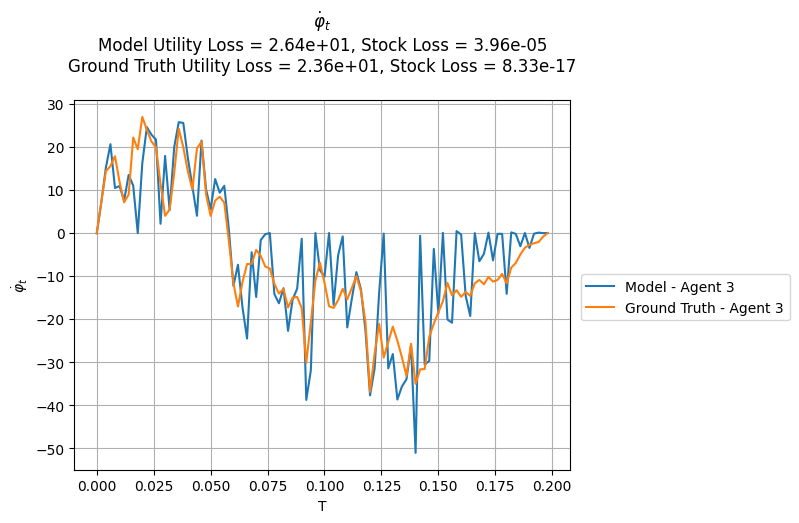 φ̇ₜ
Model Utility Loss = 2.64e+01, Stock Loss = 3.96e-05
Ground Truth Utility Loss = 2.36e+01, Stock Loss = 8.33e-17
30
20
10
0
−10
−20
−30
−40
−50
φ̇ₜ
0.000
0.025
0.050
0.075
0.100
0.125
0.150
0.175
0.200
T
Model - Agent 3
Ground Truth - Agent 3